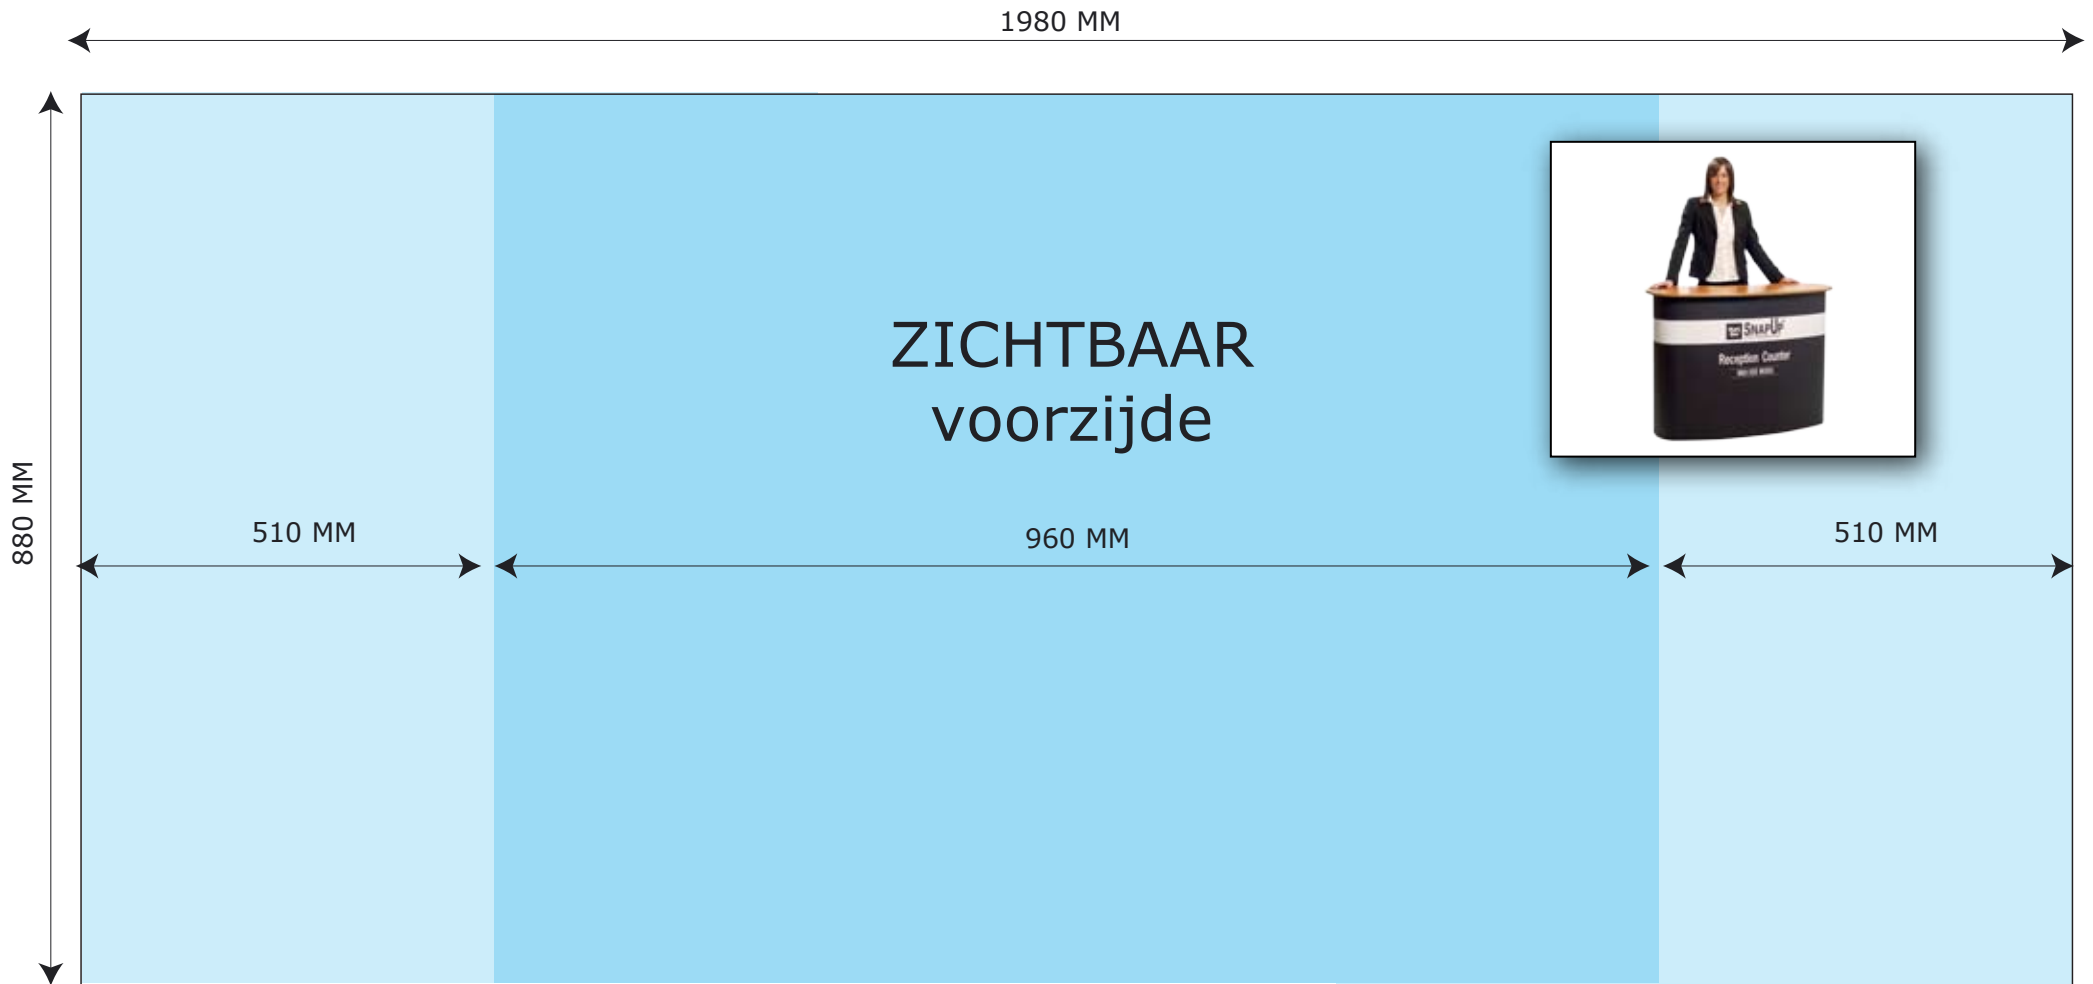 1980 MM
ZICHTBAAR
voorzijde
880 MM
510 MM
960 MM
510 MM
SNAPUP
Reception Counter